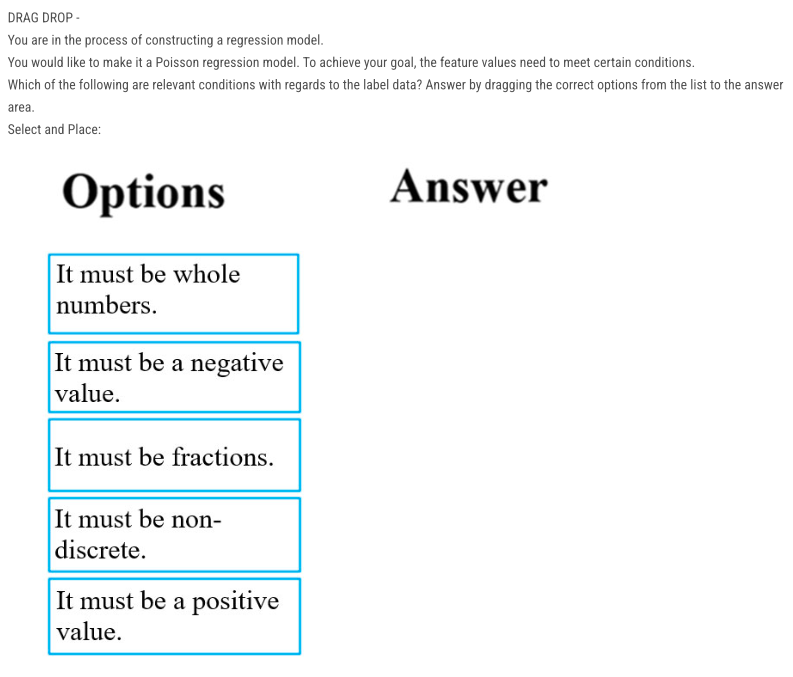 DRAG DROP -
You are in the process of constructing a regression model.
You would like to make it a Poisson regression model. To achieve your goal, the feature values need to meet certain conditions.
Which of the following are relevant conditions with regards to the label data? Answer by dragging the correct options from the list to the answer
area.
Select and Place:
Options
Answer
It must be whole
numbers.
It must be a negative
value.
It must be fractions.
It must be non-
discrete.
It must be a positive
value.